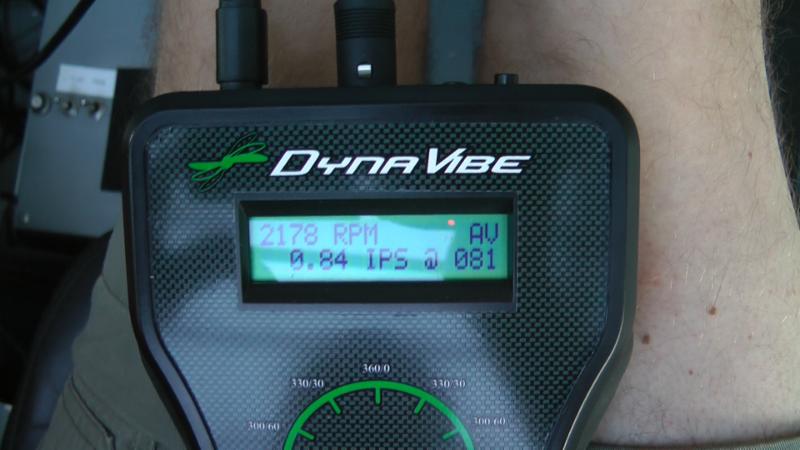 DYNAVIBE
2178 RPM AV
0.84 IPS @ 081
360/0
330/30 330/30
300/60 300/60